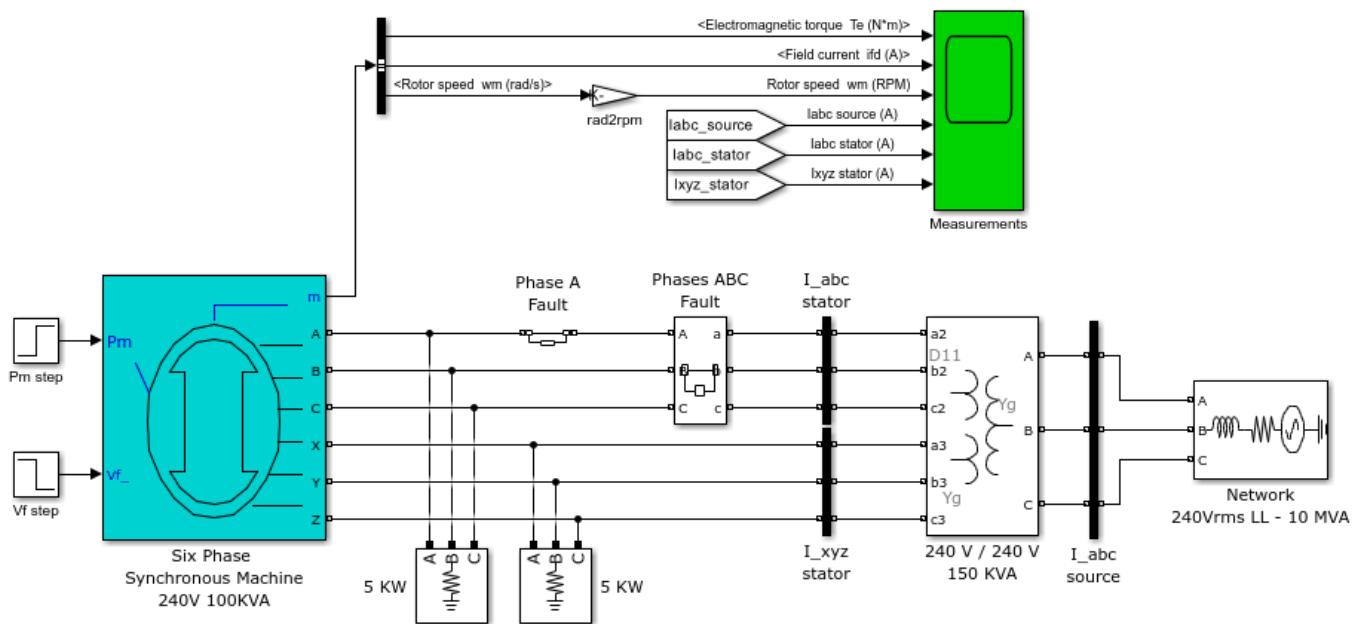 <Electromagnetic torque Te (N*m)>
<Field current ifd (A)>
<Rotor speed wm (rad/s)>
K-
rad2rpm
Rotor speed wm (RPM)
Iabc_source
Iabc source (A)
Iabc_stator
Iabc stator (A)
Ixyz_stator
Ixyz stator (A)
Measurements
Pm step
Vf step
Pm
Vf_
m
A
B
C
X
Y
Z
Six Phase
Synchronous Machine
240V 100KVA
Phase A
Fault
Phases ABC
Fault
A
a
B
b
C
c
I_abc
stator
I_xyz
stator
A
B
C
5 KW
A
B
C
5 KW
a2
D11
b2
c2
a3
b3
Yg
c3
Yg
A
B
C
240 V / 240 V
150 KVA
I_abc
source
A
B
C
Network
240Vrms LL - 10 MVA